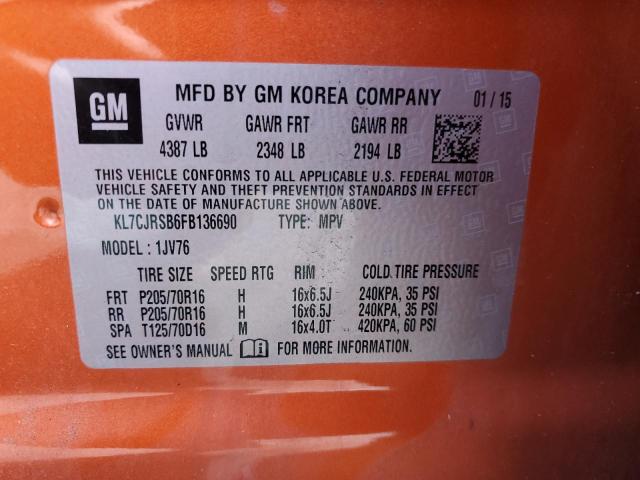 GM MFD BY GM KOREA COMPANY 01/15
GVWR GAWR FRT GAWR RR
4387 LB 2348 LB 2194 LB
THIS VEHICLE CONFORMS TO ALL APPLICABLE U.S. FEDERAL MOTOR
VEHICLE SAFETY AND THEFT PREVENTION STANDARDS IN EFFECT
ON THE DATE OF MANUFACTURE SHOWN ABOVE.
KL7CJRSB6FB136690 TYPE: MPV
MODEL: 1JV76
TIRE SIZE SPEED RTG RIM COLD TIRE PRESSURE
FRT P205/70R16 H 16x6.5J 240KPA, 35 PSI
RR P205/70R16 H 16x6.5J 240KPA, 35 PSI
SPA T125/70D16 M 16x4.0T 420KPA, 60 PSI
SEE OWNER'S MANUAL FOR MORE INFORMATION.